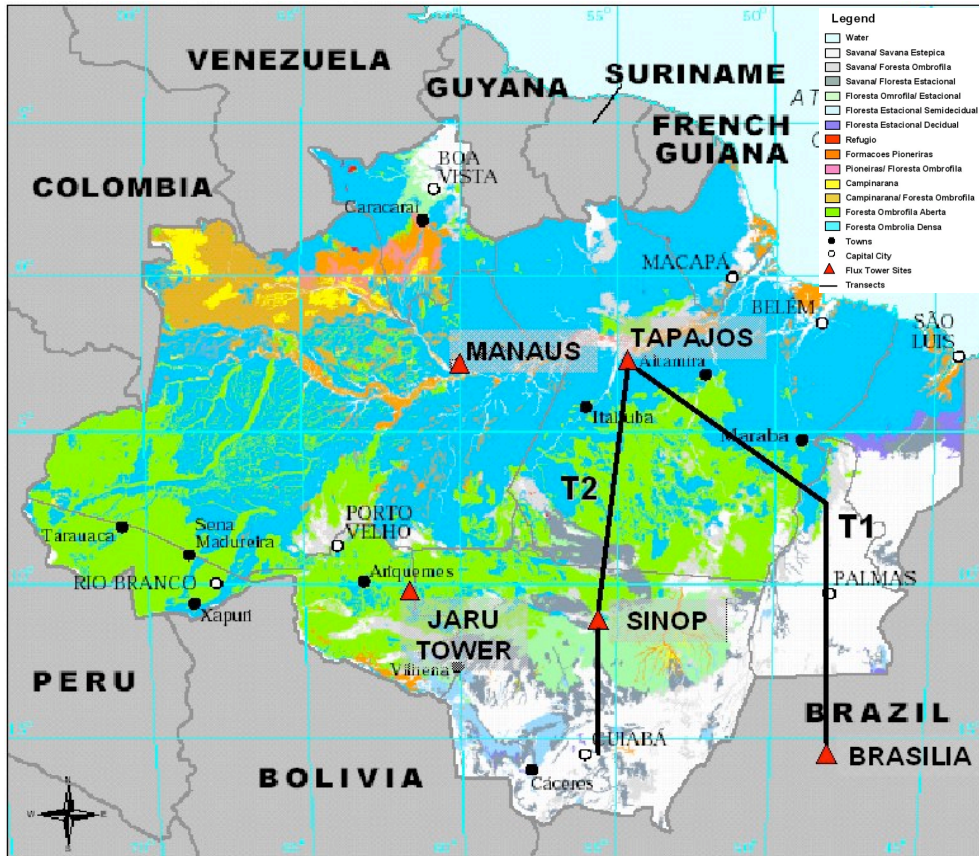 VENEZUELA
GUYANA
SURINAME
FRENCH
GUIANA
COLOMBIA
BOA
VISTA
Caracarai
MACAPÁ
BELÉM
SÃO
LUIS
MANAUS
TAPAJOS
Altamira
Itaituba
Maraba
T2
T1
PORTO
VELHO
Tarauacá
Sena
Madureira
RIO BRANCO
Xapuri
Ariquemes
JARU
TOWER
Vilhena
SINOP
PALMAS
PERU
BOLIVIA
CUIABÁ
Cáceres
BRAZIL
BRASILIA
N
W
E
S
Legend
Water
Savana/ Savana Estepica
Savana/ Foresta Ombrofila
Savana/ Floresta Estacional
Floresta Omrofila/ Estacional
Floresta Estacional Semidecidual
Floresta Estacional Decidual
Refugio
Formacoes Pioneriras
Pioneiras/ Floresta Ombrofila
Campinarana
Campinarana/ Foresta Ombrofila
Foresta Ombrofila Aberta
Foresta Ombrolia Densa
Towns
Capital City
Flux Tower Sites
Transects